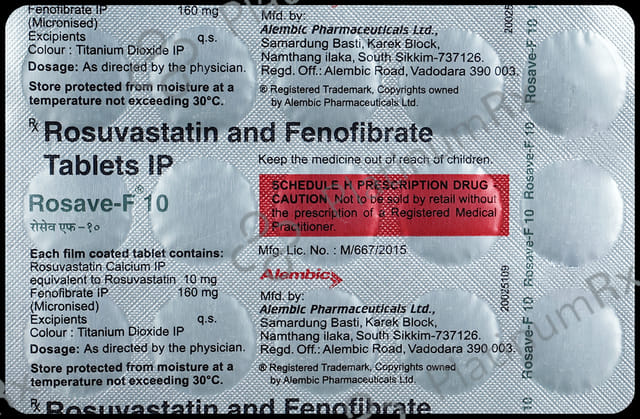 Fenofibrate IP 160 mg
(Micronised)
Excipients q.s.
Colour : Titanium Dioxide IP
Dosage: As directed by the physician.
Store protected from moisture at a
temperature not exceeding 30°C.
Mfd. by:
Alembic Pharmaceuticals Ltd.,
Samardung Basti, Karek Block,
Namthang ilaka, South Sikkim-737126.
Regd. Off.: Alembic Road, Vadodara 390 003.
® Registered Trademark, Copyrights owned
by Alembic Pharmaceuticals Ltd.
Rx Rosuvastatin and Fenofibrate
Tablets IP
Keep the medicine out of reach of children.
Rosave-F® 10
रोसेव एफ-१०
SCHEDULE H PRESCRIPTION DRUG -
CAUTION Not to be sold by retail without
the prescription of a Registered Medical
Practitioner.
Mfg. Lic. No. : M/667/2015
Each film coated tablet contains:
Rosuvastatin Calcium IP
equivalent to Rosuvastatin 10 mg
Fenofibrate IP 160 mg
(Micronised)
Excipients q.s.
Colour : Titanium Dioxide IP
Dosage: As directed by the physician.
Store protected from moisture at a
temperature not exceeding 30°C.
Alembic
Mfd. by:
Alembic Pharmaceuticals Ltd.,
Samardung Basti, Karek Block,
Namthang ilaka, South Sikkim-737126.
Regd. Off.: Alembic Road, Vadodara 390 003.
® Registered Trademark, Copyrights owned
by Alembic Pharmaceuticals Ltd.
Rx Rosuvastatin and Fenofibrate
20025109
Rosave-F 10
Rosave-F 10
Rosave-F 10
10
PlatinumRx
PlatinumRx